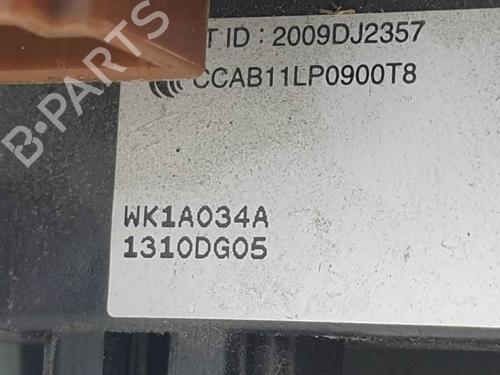 T ID : 2009DJ2357
CCAB11LP0900T8
WK1A034A
1310DG05
B-PARTS